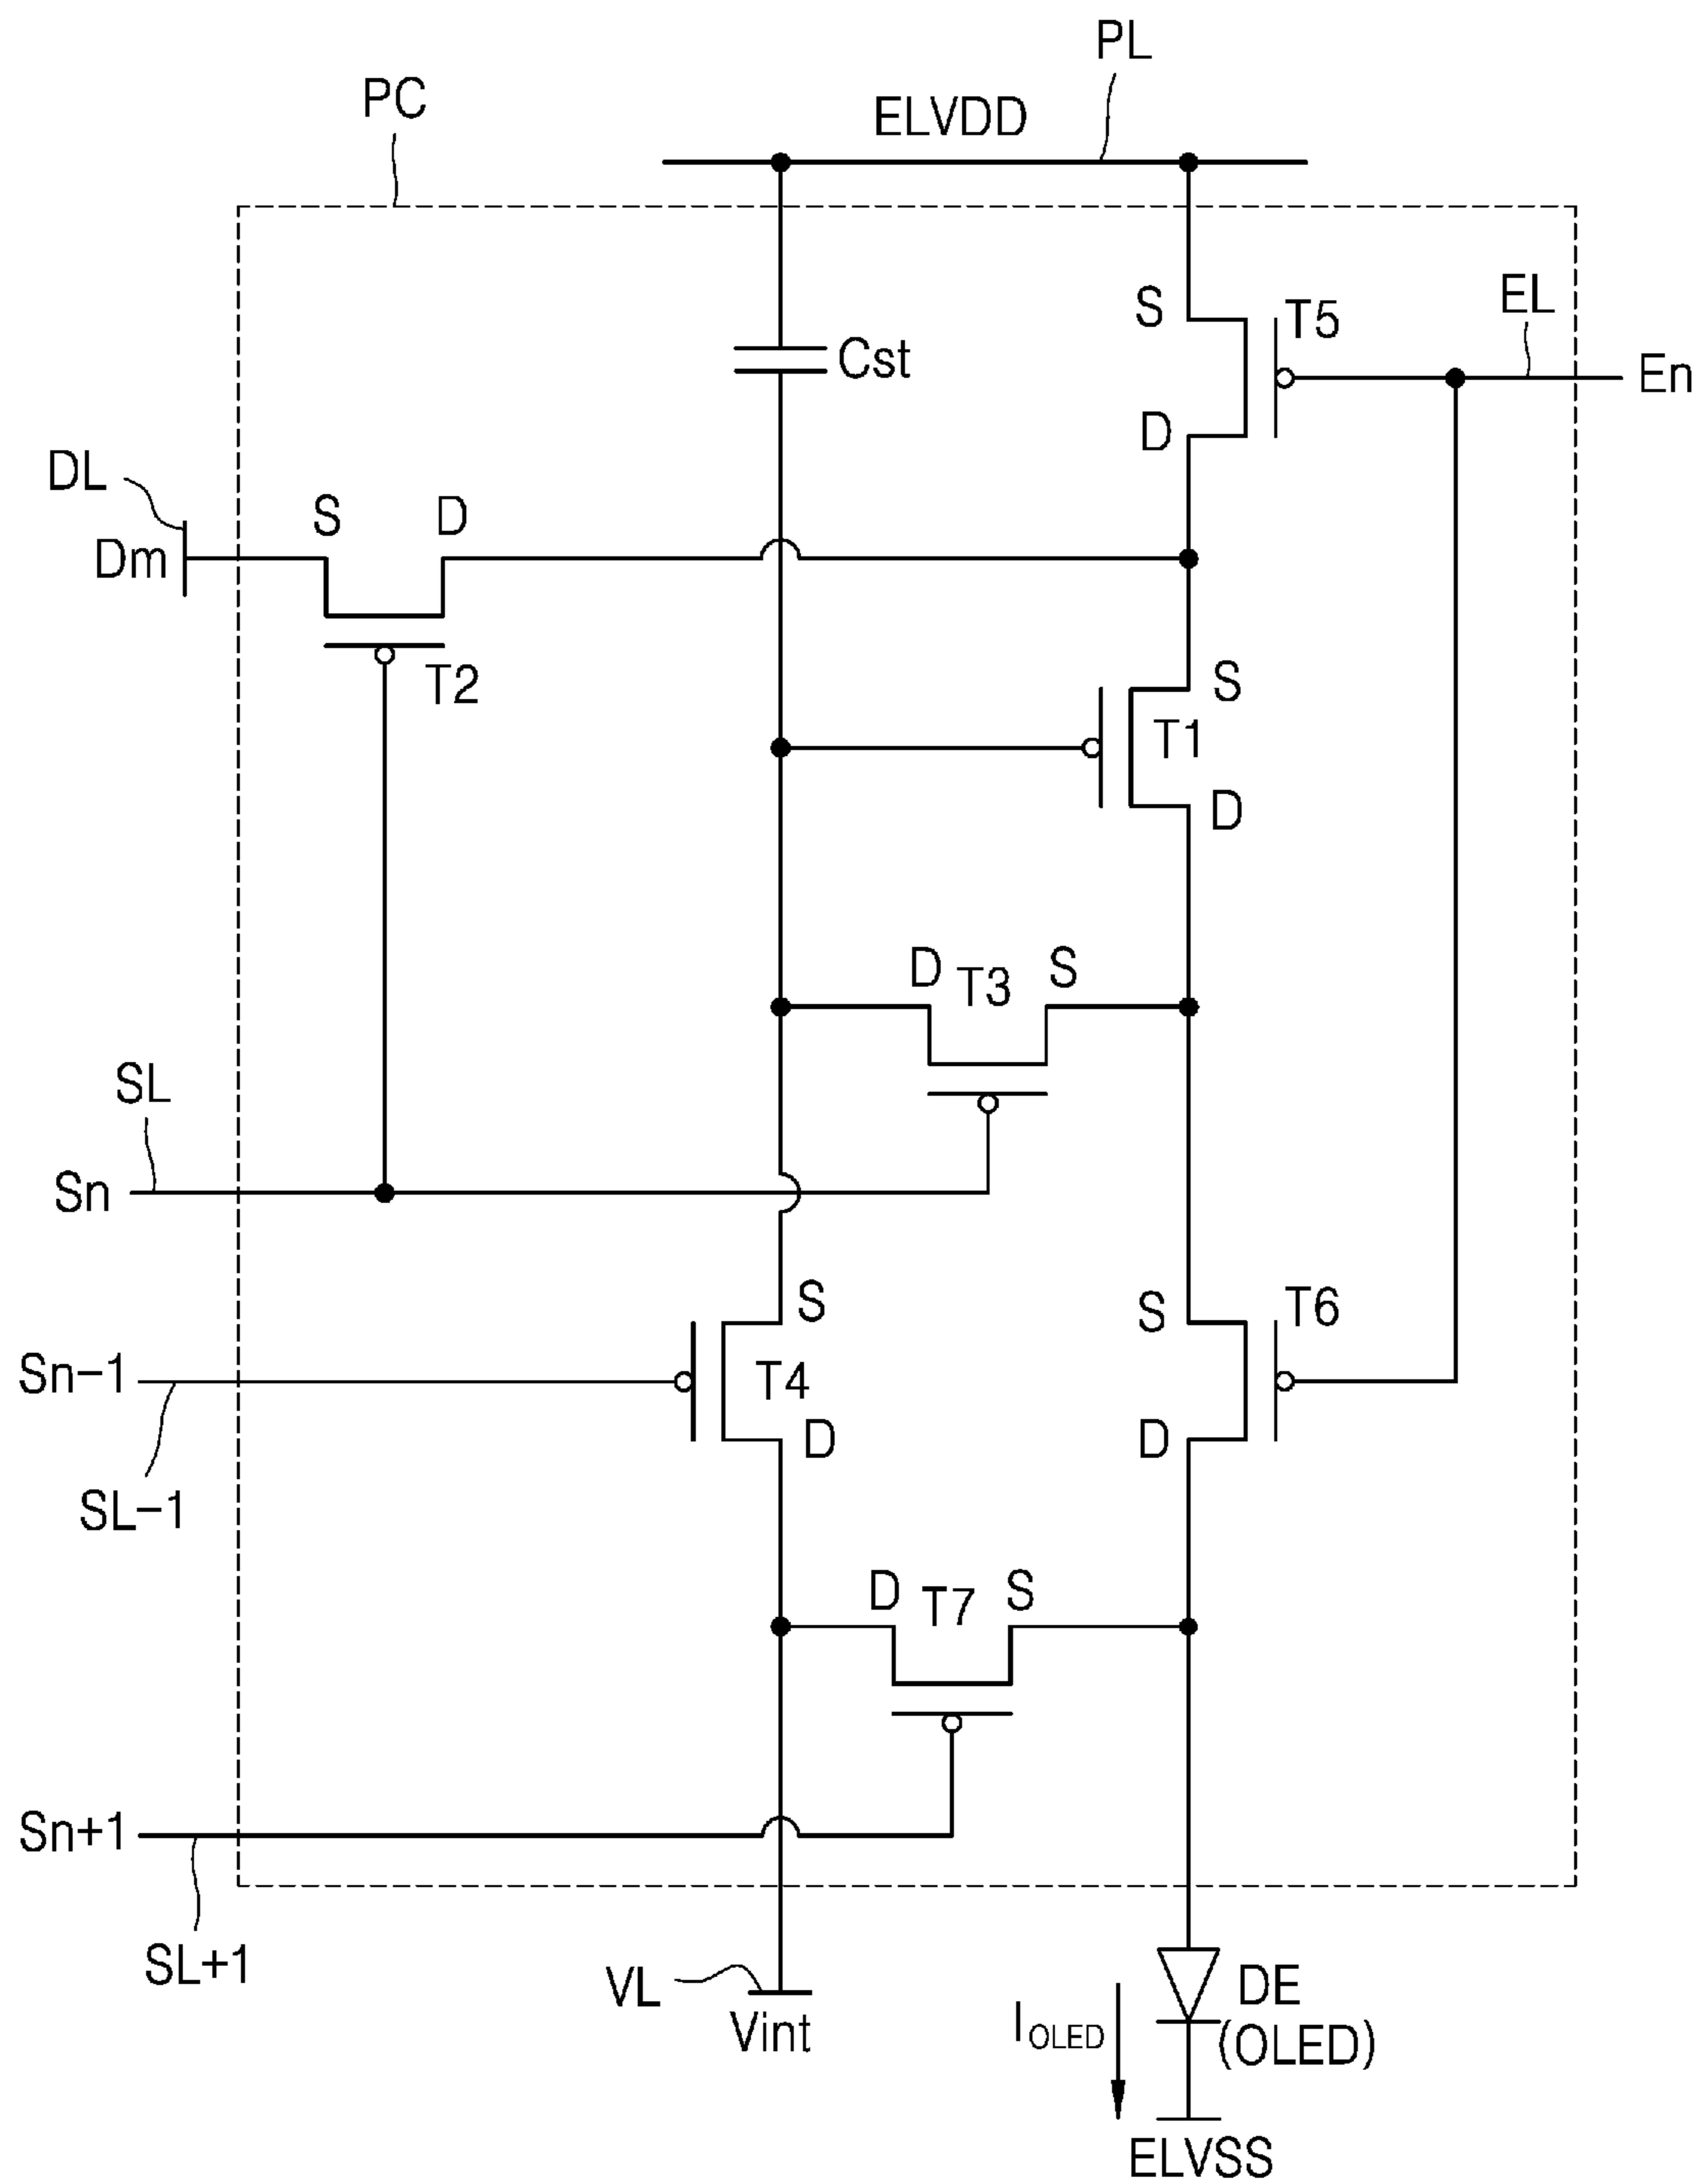 PL
PC
ELVDD
S
T5
EL
En
Cst
D
DL
S
D
Dm
T2
S
T1
D
D
T3
S
SL
Sn
S
S
T6
Sn-1
T4
D
D
SL-1
D
T7
S
Sn+1
SL+1
VL
Vint
I OLED
DE
(OLED)
ELVSS